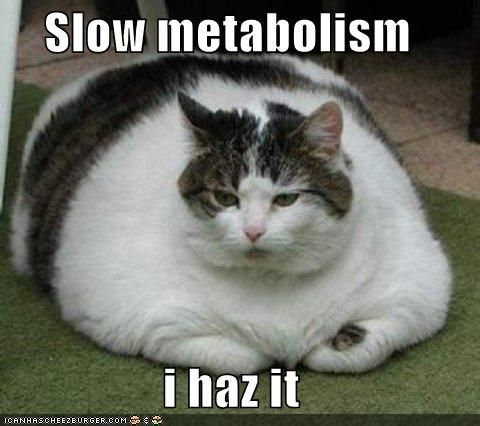 Slow metabolism
i haz it
ICANHASCHEEZBURGER.COM